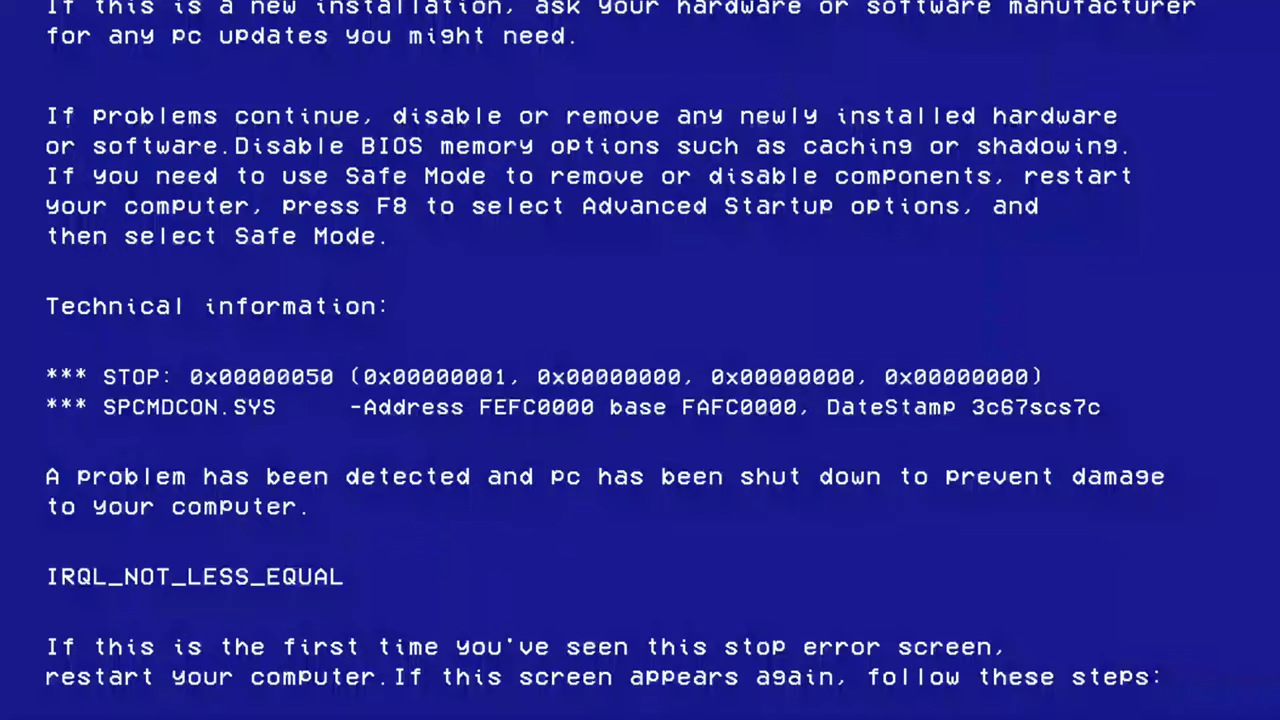 If this is a new installation, ask your hardware or software manufacturer
for any pc updates you might need.
If problems continue, disable or remove any newly installed hardware
or software.Disable BIOS memory options such as caching or shadowing.
If you need to use Safe Mode to remove or disable components, restart
your computer, press F8 to select Advanced Startup options, and
then select Safe Mode.
Technical information:
*** STOP: 0x00000050 (0x00000001, 0x00000000, 0x00000000, 0x00000000)
*** SPCMDCON.SYS -Address FEFC0000 base FAFC0000, DateStamp 3c67scs7c
A problem has been detected and pc has been shut down to prevent damage
to your computer.
IRQL_NOT_LESS_EQUAL
If this is the first time you've seen this stop error screen,
restart your computer.If this screen appears again, follow these steps: